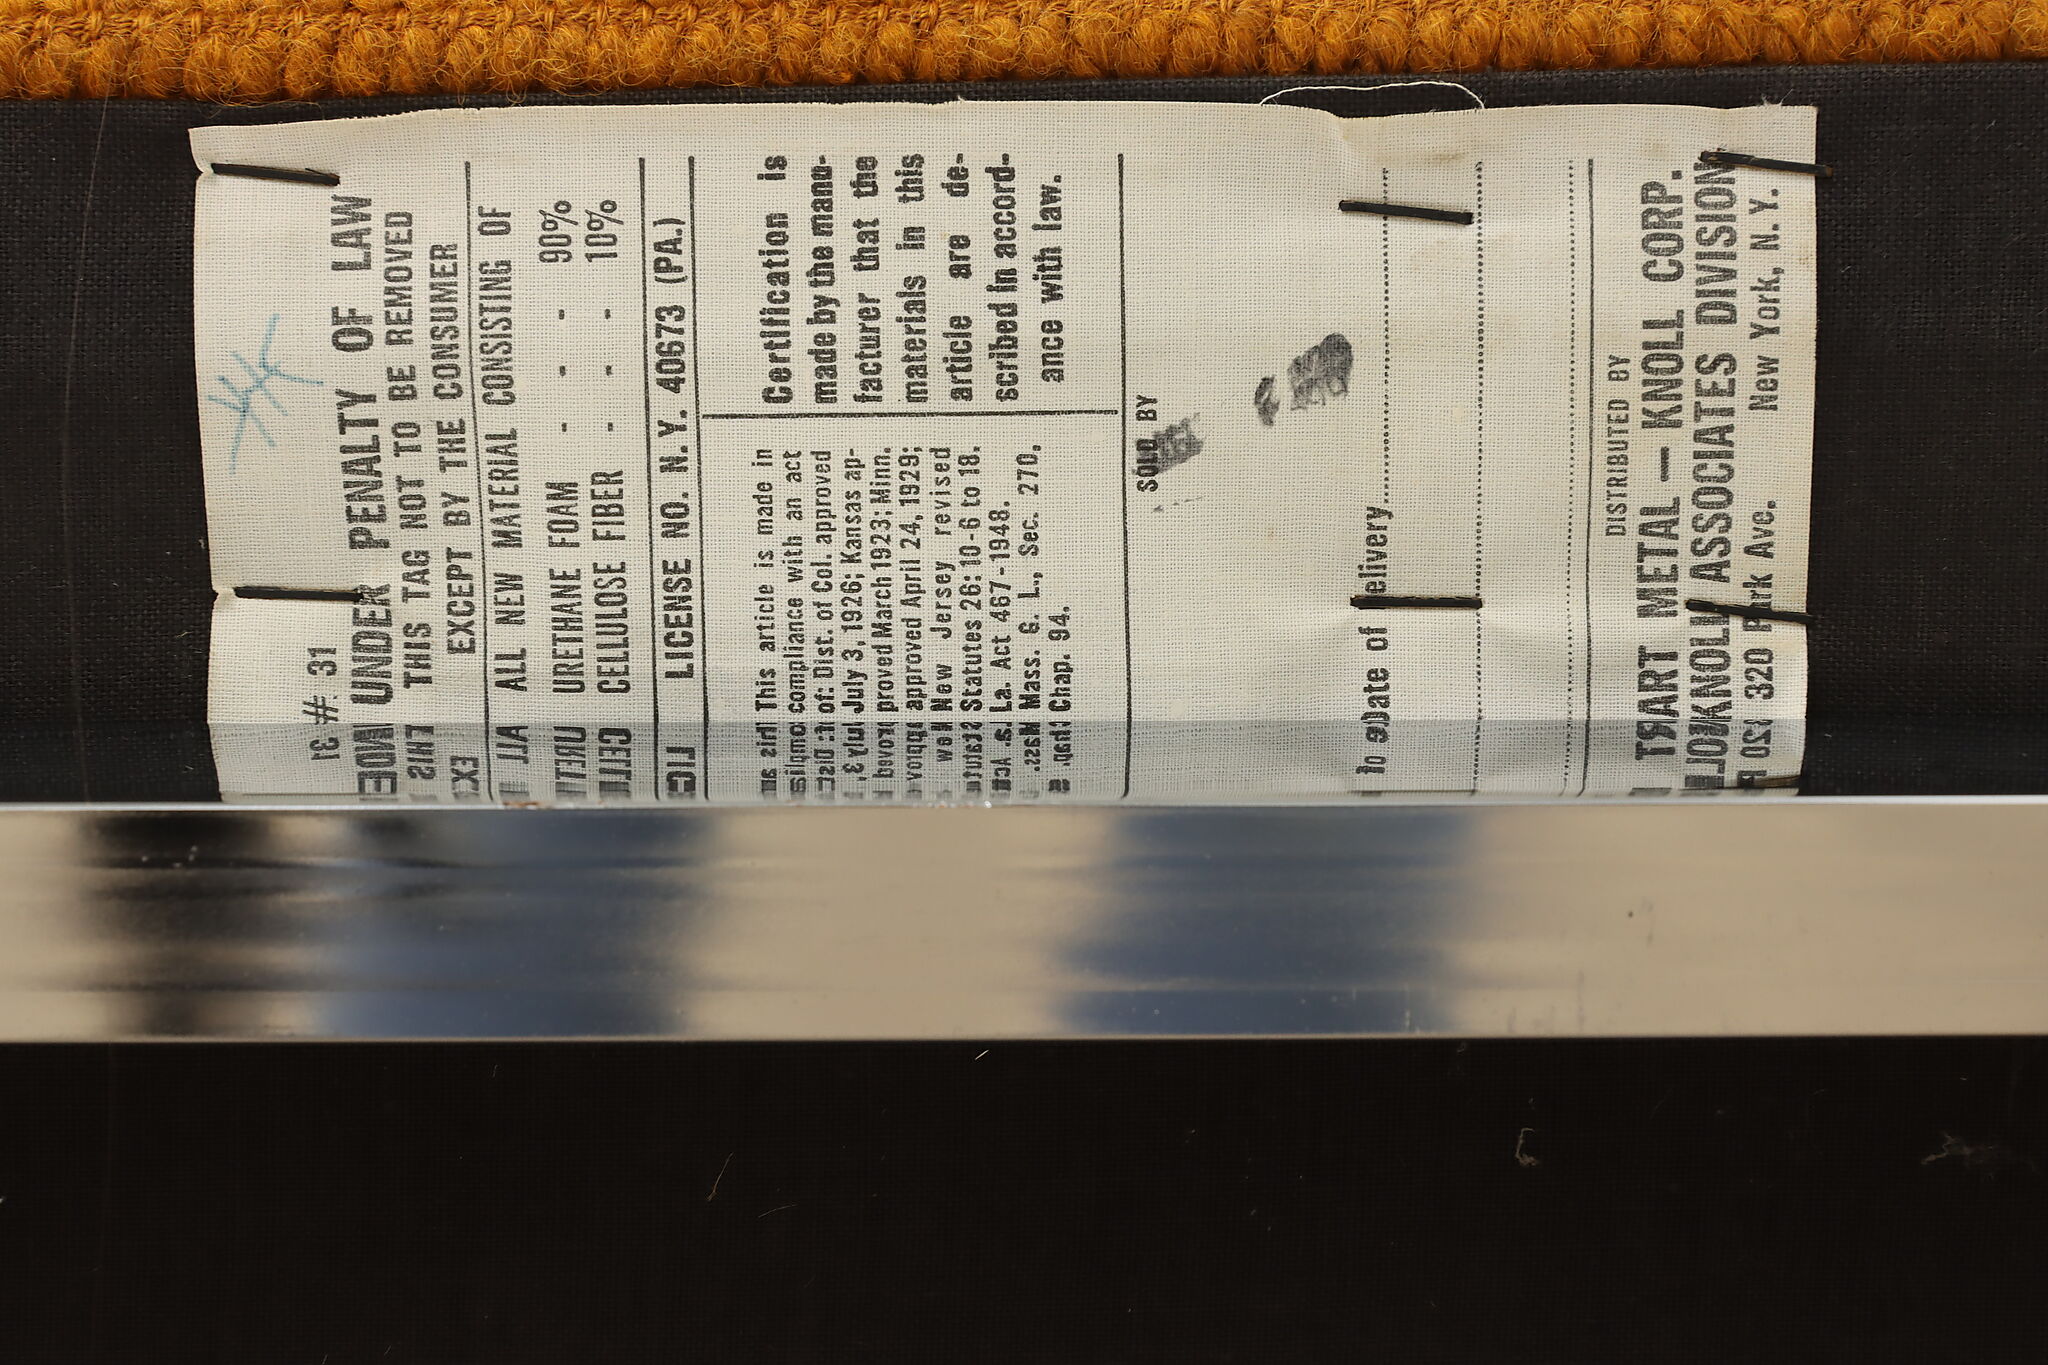 # 31
UNDER PENALTY OF LAW
THIS TAG NOT TO BE REMOVED
EXCEPT BY THE CONSUMER
ALL NEW MATERIAL CONSISTING OF
URETHANE FOAM - - - 90%
CELLULOSE FIBER - - - 10%
LICENSE NO. N. Y. 40673 (PA.)
This article is made in
compliance with an act
of: Dist. of Col. approved
July 3, 1926; Kansas ap-
proved March 1923; Minn.
approved April 24, 1929;
New Jersey revised
Statutes 26: 10-6 to 18.
La. Act 467-1948.
Mass. G. L., Sec. 270,
Chap. 94.
Certification is
made by the manu-
facturer that the
materials in this
article are de-
scribed in accord-
ance with law.
SOLD BY
Date of elivery
DISTRIBUTED BY
ART METAL — KNOLL CORP.
KNOLL ASSOCIATES DIVISION
320 Park Ave. New York, N. Y.